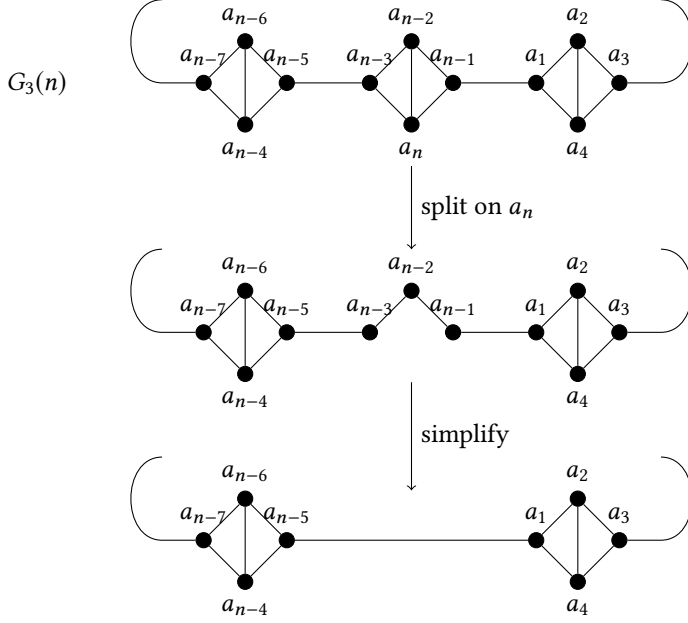 a_{n−6} a_{n−2} a_2
a_{n−7} a_{n−5} a_{n−3} a_{n−1} a_1 a_3
G_3(n)
a_{n−4} a_n a_4
split on a_n
a_{n−6} a_{n−2} a_2
a_{n−7} a_{n−5} a_{n−3} a_{n−1} a_1 a_3
a_{n−4} a_4
simplify
a_{n−6} a_2
a_{n−7} a_{n−5} a_1 a_3
a_{n−4} a_4